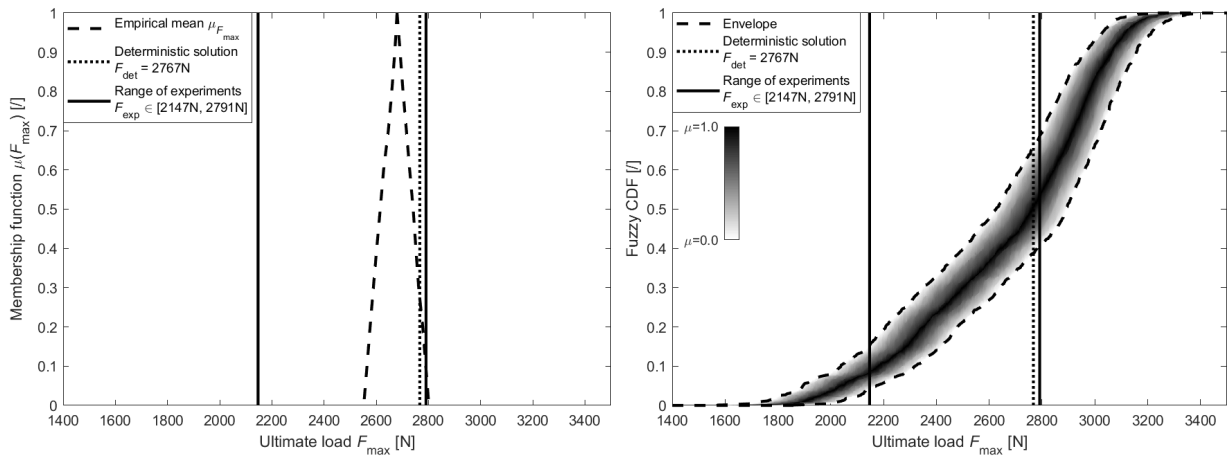 Empirical mean μ_Fmax
Deterministic solution
F_det = 2767N
Range of experiments
F_exp ∈ [2147N, 2791N]
Membership function μ(F_max) [/]
1
0.9
0.8
0.7
0.6
0.5
0.4
0.3
0.2
0.1
0
1400 1600 1800 2000 2200 2400 2600 2800 3000 3200 3400
Ultimate load F_max [N]
Envelope
Deterministic solution
F_det = 2767N
Range of experiments
F_exp ∈ [2147N, 2791N]
μ=1.0
μ=0.0
Fuzzy CDF [/]
1
0.9
0.8
0.7
0.6
0.5
0.4
0.3
0.2
0.1
0
1400 1600 1800 2000 2200 2400 2600 2800 3000 3200 3400
Ultimate load F_max [N]